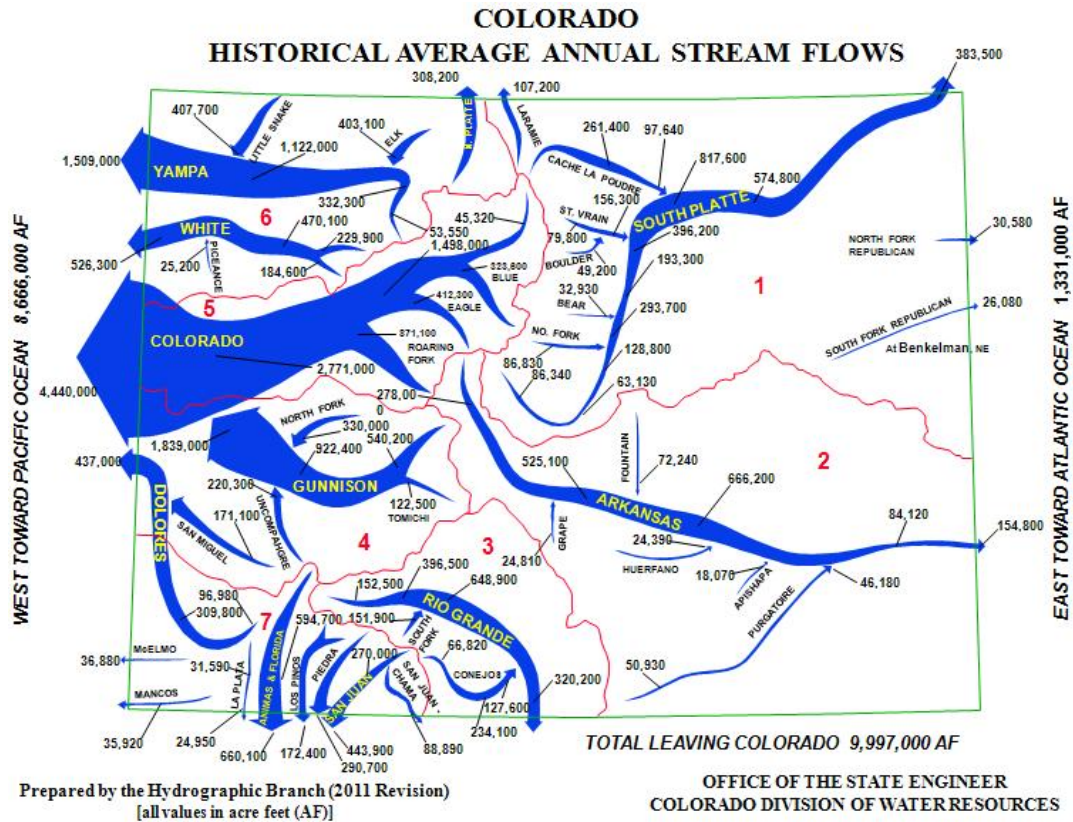 COLORADO
HISTORICAL AVERAGE ANNUAL STREAM FLOWS
383,500
308,200
107,200
407,700
LITTLE SNAKE
403,100
ELK
N. PLATTE
LARAMIE
261,400
97,640
1,509,000
YAMPA
1,122,000
CACHE LA POUDRE
817,600
574,800
332,300
156,300
ST. VRAIN
SOUTH PLATTE
6
WHITE
470,100
45,320
53,550
79,800
396,200
30,580
229,900
1,498,000
BOULDER
NORTH FORK
REPUBLICAN
526,300
25,200
PICEANCE
184,600
323,600
BLUE
49,200
193,300
1
32,930
5
412,300
EAGLE
BEAR
293,700
26,080
SOUTH FORK REPUBLICAN
COLORADO
871,100
ROARING
FORK
NO. FORK
At Benkelman, NE
86,830
128,800
2,771,000
86,340
63,130
4,440,000
278,00
0
NORTH FORK
330,000
1,839,000
540,200
922,400
437,000
525,100
FOUNTAIN
72,240
2
GUNNISON
220,300
122,500
TOMICHI
ARKANSAS
666,200
DOLORES
UNCOMPAHGRE
171,100
SAN MIGUEL
84,120
154,800
4
3
GRAPE
24,390
24,810
HUERFANO
18,070
APISHAPA
46,180
396,500
152,500
648,900
96,980
309,800
7
594,700
151,900
RIO GRANDE
PURGATOIRE
SOUTH
FORK
66,820
McELMO
36,880
31,590
LA PLATA
ANIMAS & FLORIDA
LOS PINOS
PIEDRA
270,000
SAN JUAN
SAN JUAN -
CHAMA
CONEJOS
50,930
320,200
MANCOS
127,600
35,920
24,950
660,100
172,400
443,900
290,700
88,890
234,100
WEST TOWARD PACIFIC OCEAN 8,666,000 AF
EAST TOWARD ATLANTIC OCEAN 1,331,000 AF
TOTAL LEAVING COLORADO 9,997,000 AF
Prepared by the Hydrographic Branch (2011 Revision)
[all values in acre feet (AF)]
OFFICE OF THE STATE ENGINEER
COLORADO DIVISION OF WATER RESOURCES